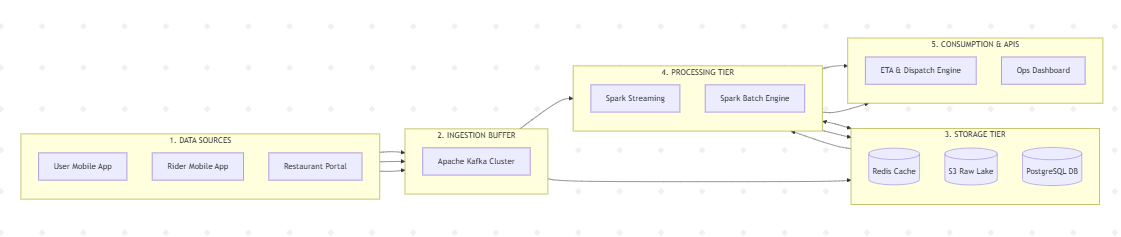 1. DATA SOURCES
User Mobile App
Rider Mobile App
Restaurant Portal
2. INGESTION BUFFER
Apache Kafka Cluster
4. PROCESSING TIER
Spark Streaming
Spark Batch Engine
5. CONSUMPTION & APIS
ETA & Dispatch Engine
Ops Dashboard
3. STORAGE TIER
Redis Cache
S3 Raw Lake
PostgreSQL DB